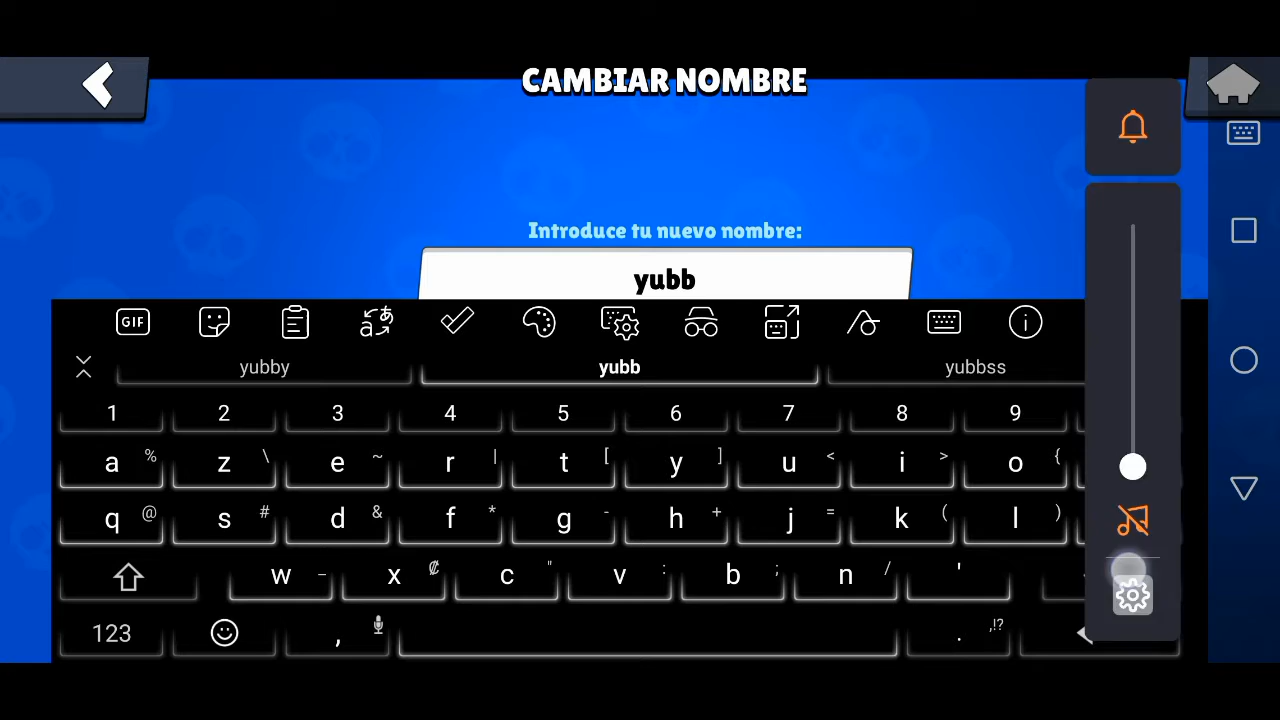 CAMBIAR NOMBRE
Introduce tu nuevo nombre:
yubb
GIF
yubby yubb yubbss
1 2 3 4 5 6 7 8 9
a % z \ e ~ r | t [ y ] u < i > o {
q @ s # d & f * g - h + j = k ( l )
w _ x ₡ c " v : b ; n / '
123 , . ,!?